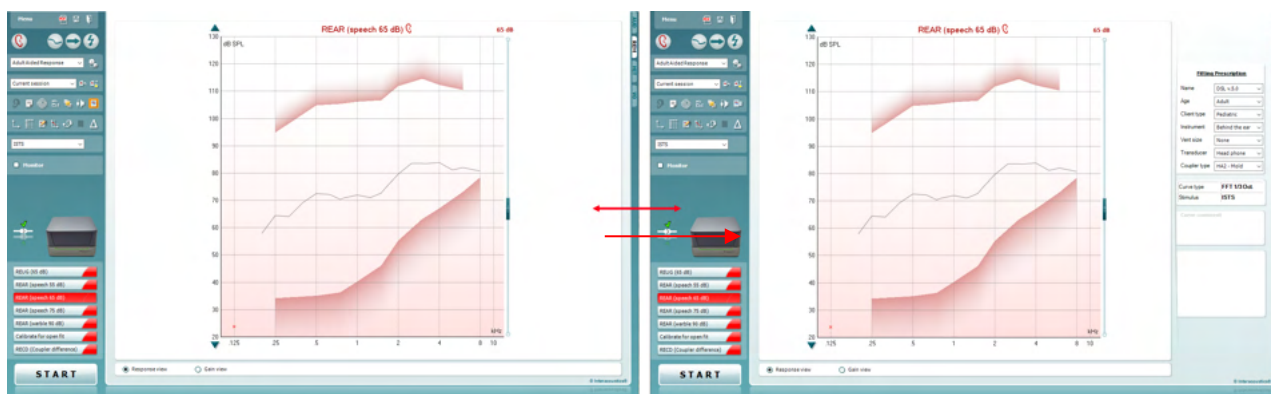 Menu
REAR (speech 65 dB)
65 dB
dB SPL
Adult Aided Response
Current session
ISTS
Monitor
130
120
110
100
90
80
70
60
50
40
30
20
125
25
5
1
2
4
8
10
kHz
REUG (65 dB)
REAR (speech 55 dB)
REAR (speech 65 dB)
REAR (speech 75 dB)
REAR (warble 90 dB)
Calibrate for open fit
RECD (Coupler difference)
START
Response view
Gain view
Menu
REAR (speech 65 dB)
65 dB
dB SPL
Adult Aided Response
Current session
ISTS
Monitor
130
120
110
100
90
80
70
60
50
40
30
20
125
25
5
1
2
4
8
10
kHz
REUG (65 dB)
REAR (speech 55 dB)
REAR (speech 65 dB)
REAR (speech 75 dB)
REAR (warble 90 dB)
Calibrate for open fit
RECD (Coupler difference)
START
Response view
Gain view
Fitting Prescription
Name DSL v.5.0
Age Adult
Client type Pediatric
Instrument Behind the ear
Vent size None
Transducer Head phone
Coupler type HA2 - Mold
Curve type FFT 1/3 Oct
Stimulus ISTS